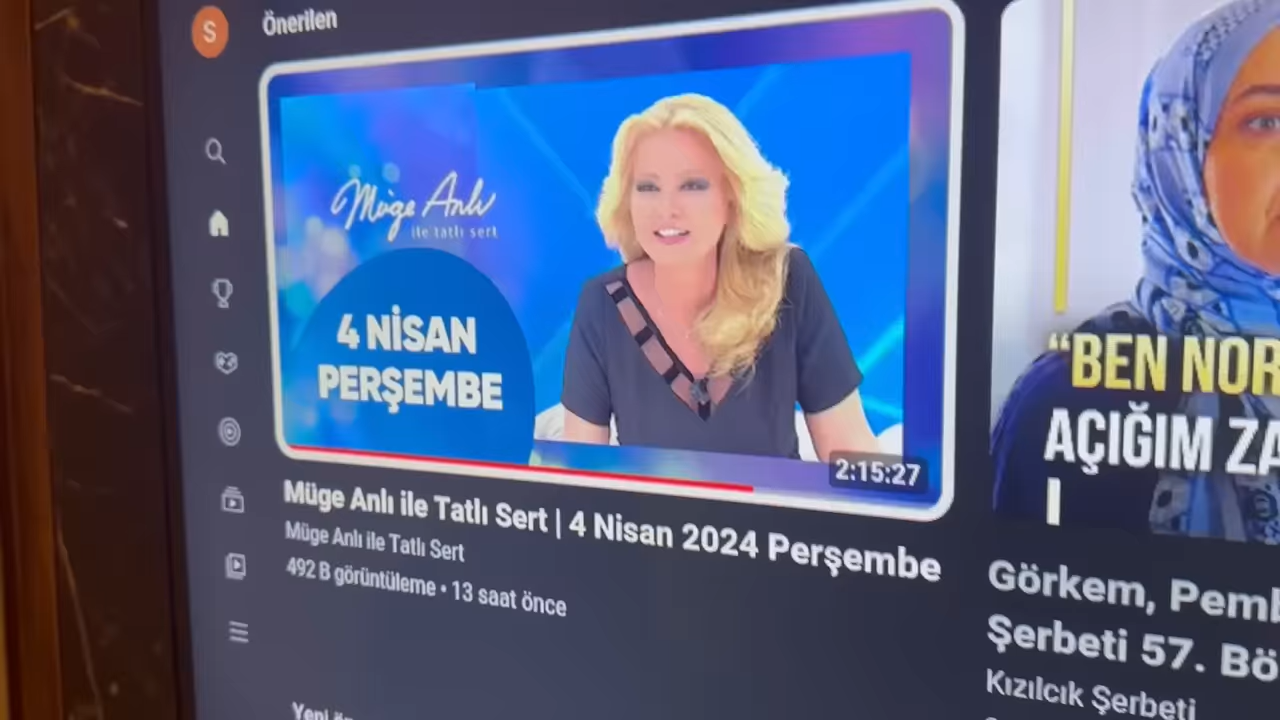 S
Önerilen
Müge Anlı
ile tatlı sert
4 NİSAN
PERŞEMBE
2:15:27
Müge Anlı ile Tatlı Sert | 4 Nisan 2024 Perşembe
Müge Anlı ile Tatlı Sert
492 B görüntüleme • 13 saat önce
“BEN NOR
AÇIĞIM ZA
Görkem, Pemb
Şerbeti 57. Bö
Kızılcık Şerbeti
Yeni